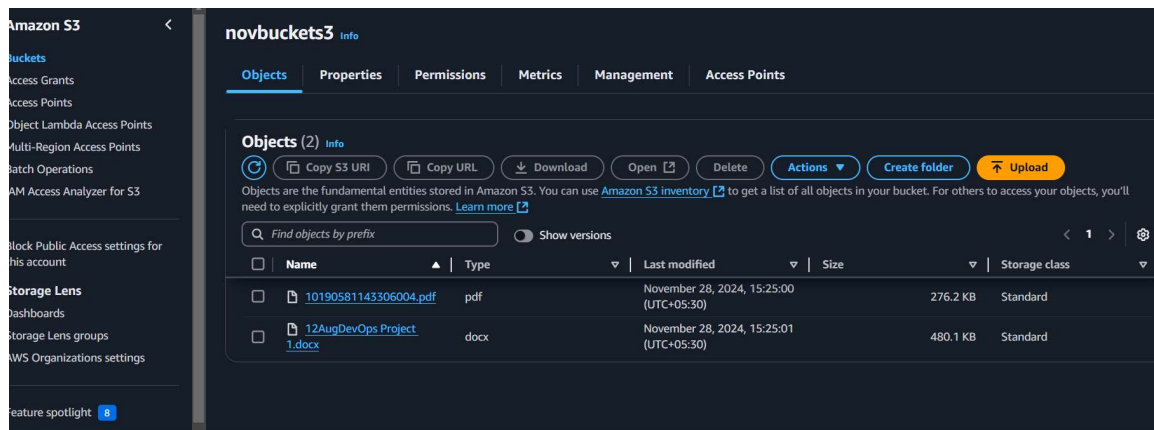 Amazon S3
Buckets
Access Grants
Access Points
Object Lambda Access Points
Multi-Region Access Points
Batch Operations
IAM Access Analyzer for S3
Block Public Access settings for
this account
Storage Lens
Dashboards
Storage Lens groups
AWS Organizations settings
Feature spotlight 8
novbuckets3 Info
Objects Properties Permissions Metrics Management Access Points
Objects (2) Info
Copy S3 URI Copy URL Download Open Delete Actions Create folder Upload
Objects are the fundamental entities stored in Amazon S3. You can use Amazon S3 inventory to get a list of all objects in your bucket. For others to access your objects, you'll
need to explicitly grant them permissions. Learn more
Find objects by prefix Show versions 1
Name Type Last modified Size Storage class
10190581143306004.pdf pdf November 28, 2024, 15:25:00 (UTC+05:30) 276.2 KB Standard
12AugDevOps Project 1.docx docx November 28, 2024, 15:25:01 (UTC+05:30) 480.1 KB Standard